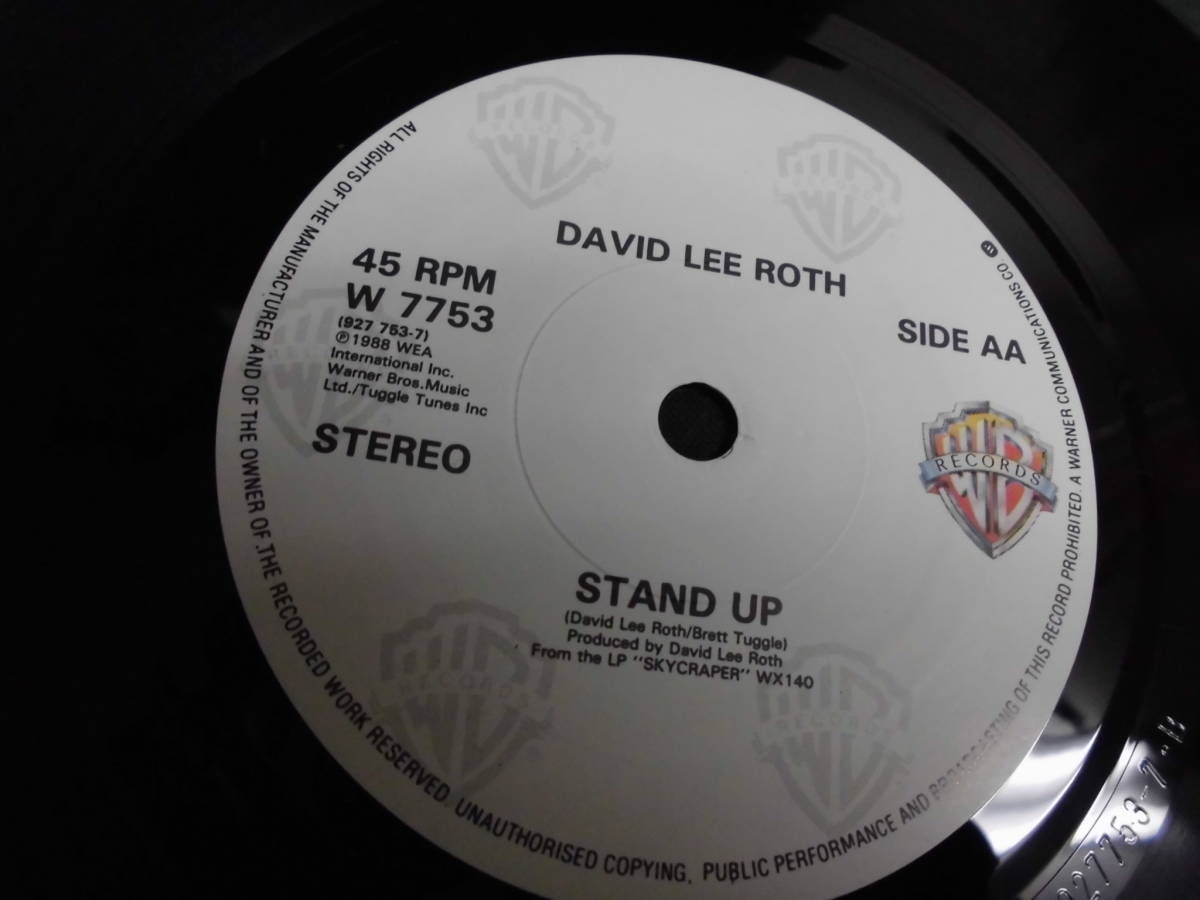 DAVID LEE ROTH
45 RPM
W 7753
(927 753-7)
℗1988 WEA
International Inc.
Warner Bros.Music
Ltd./Tuggle Tunes Inc
STEREO
SIDE AA
WB
RECORDS
STAND UP
(David Lee Roth/Brett Tuggle)
Produced by David Lee Roth
From the LP "SKYCRAPER" WX140
ALL RIGHTS OF THE MANUFACTURER AND OF THE OWNER OF THE RECORDED WORK RESERVED. UNAUTHORISED COPYING, PUBLIC PERFORMANCE AND BROADCASTING OF THIS RECORD PROHIBITED. A WARNER COMMUNICATIONS CO.